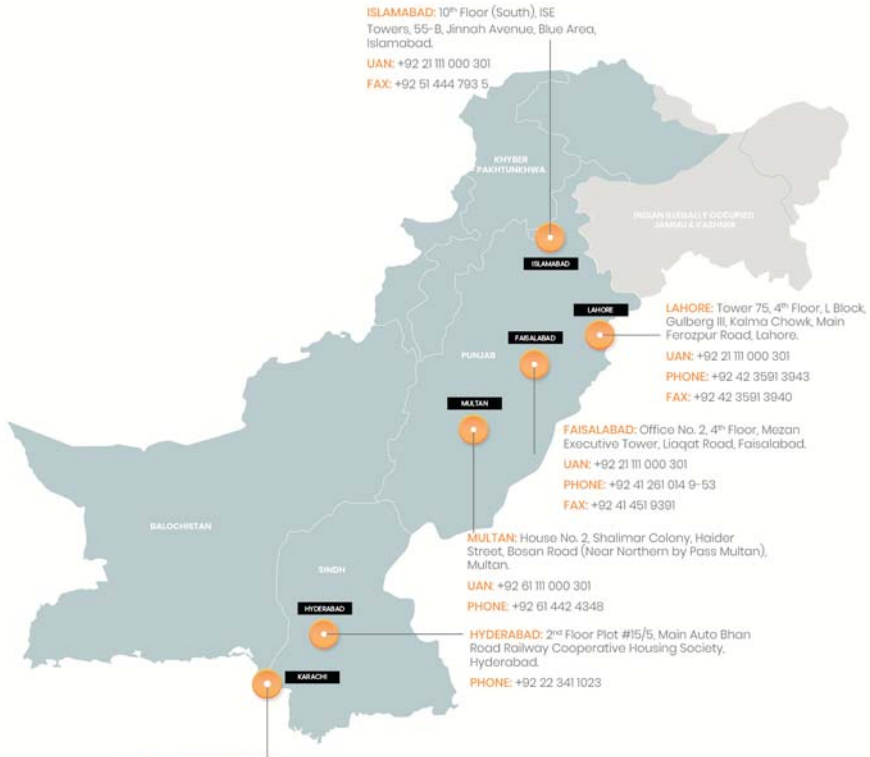 ISLAMABAD: 10th Floor (South), ISE
Towers, 55-B, Jinnah Avenue, Blue Area,
Islamabad.
UAN: +92 21 111 000 301
FAX: +92 51 444 793 5
KHYBER
PAKHTUNKHWA
INDIAN ILLEGALLY OCCUPIED
JAMMU & KASHMIR
ISLAMABAD
LAHORE
LAHORE: Tower 75, 4th Floor, L Block,
Gulberg III, Kalma Chowk, Main
Ferozpur Road, Lahore.
UAN: +92 21 111 000 301
PHONE: +92 42 3591 3943
FAX: +92 42 3591 3940
FAISALABAD
PUNJAB
MULTAN
FAISALABAD: Office No. 2, 4th Floor, Mezan
Executive Tower, Liaqat Road, Faisalabad.
UAN: +92 21 111 000 301
PHONE: +92 41 261 014 9-53
FAX: +92 41 451 9391
BALOCHISTAN
MULTAN: House No. 2, Shalimar Colony, Haider
Street, Bosan Road (Near Northern by Pass Multan),
Multan.
UAN: +92 61 111 000 301
PHONE: +92 61 442 4348
SINDH
HYDERABAD
HYDERABAD: 2nd Floor Plot #15/5, Main Auto Bhan
Road Railway Cooperative Housing Society,
Hyderabad.
PHONE: +92 22 341 1023
KARACHI